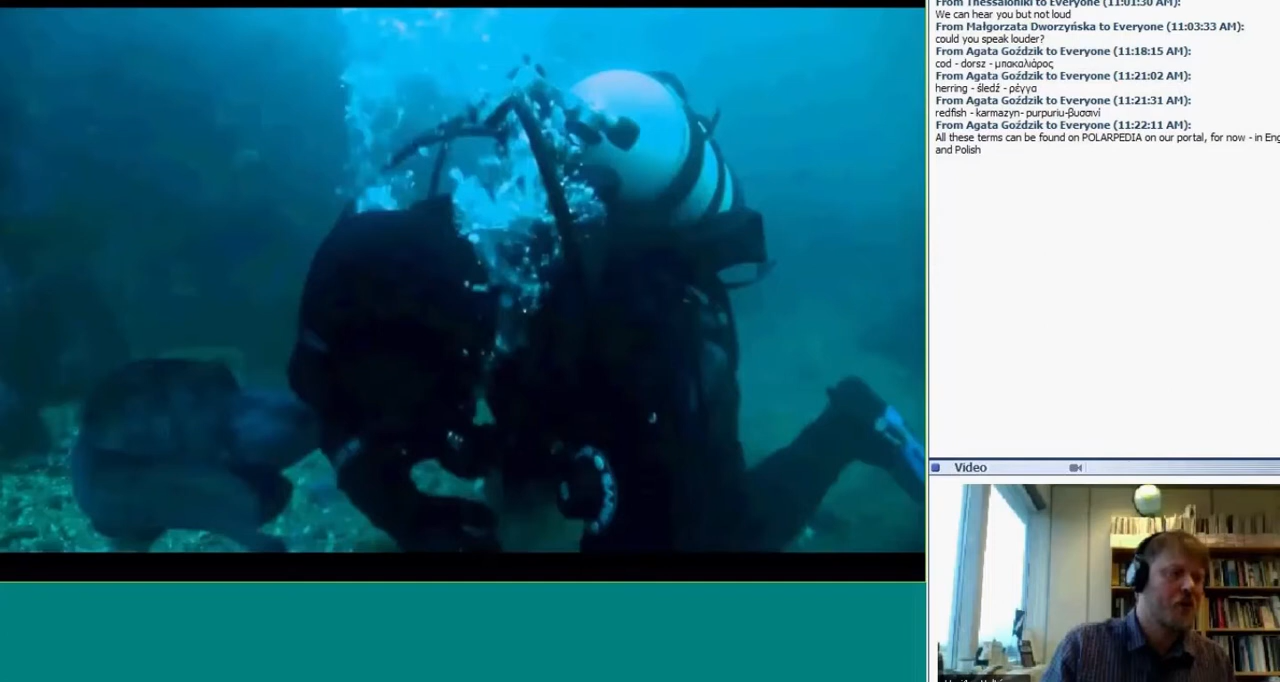 From Thessaloniki to Everyone (11:01:30 AM):
We can hear you but not loud
From Małgorzata Dworzyńska to Everyone (11:03:33 AM):
could you speak louder?
From Agata Goździk to Everyone (11:18:15 AM):
cod - dorsz - μπακαλιάρος
From Agata Goździk to Everyone (11:21:02 AM):
herring - śledź - ρέγγα
From Agata Goździk to Everyone (11:21:31 AM):
redfish - karmazyn- purpuriu-βυσσινί
From Agata Goździk to Everyone (11:22:11 AM):
All these terms can be found on POLARPEDIA on our portal, for now - in Eng
and Polish
Video